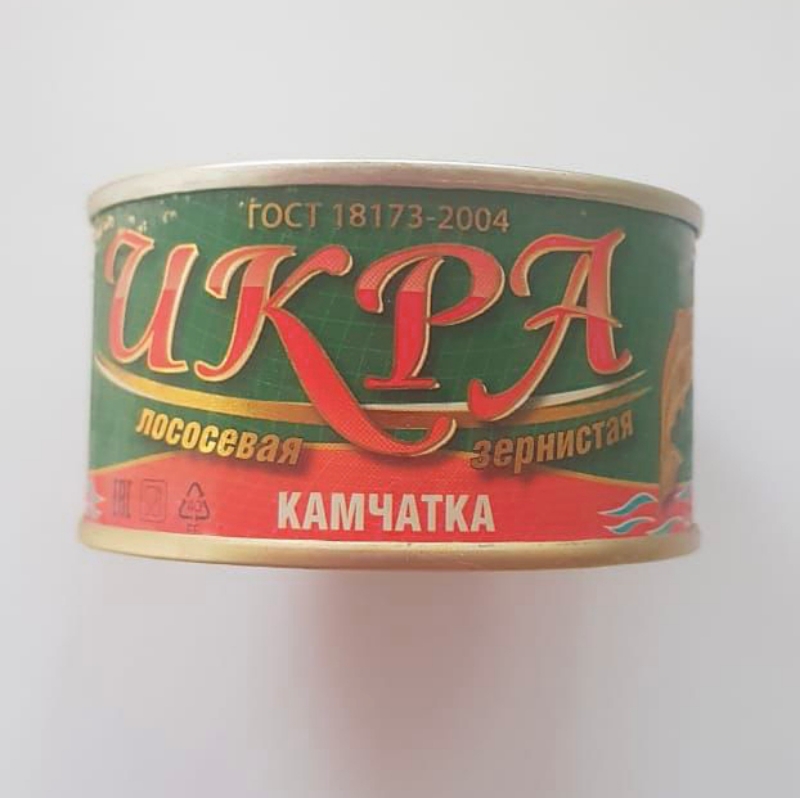 ГОСТ 18173-2004
ИКРА
лососевая зернистая
КАМЧАТКА